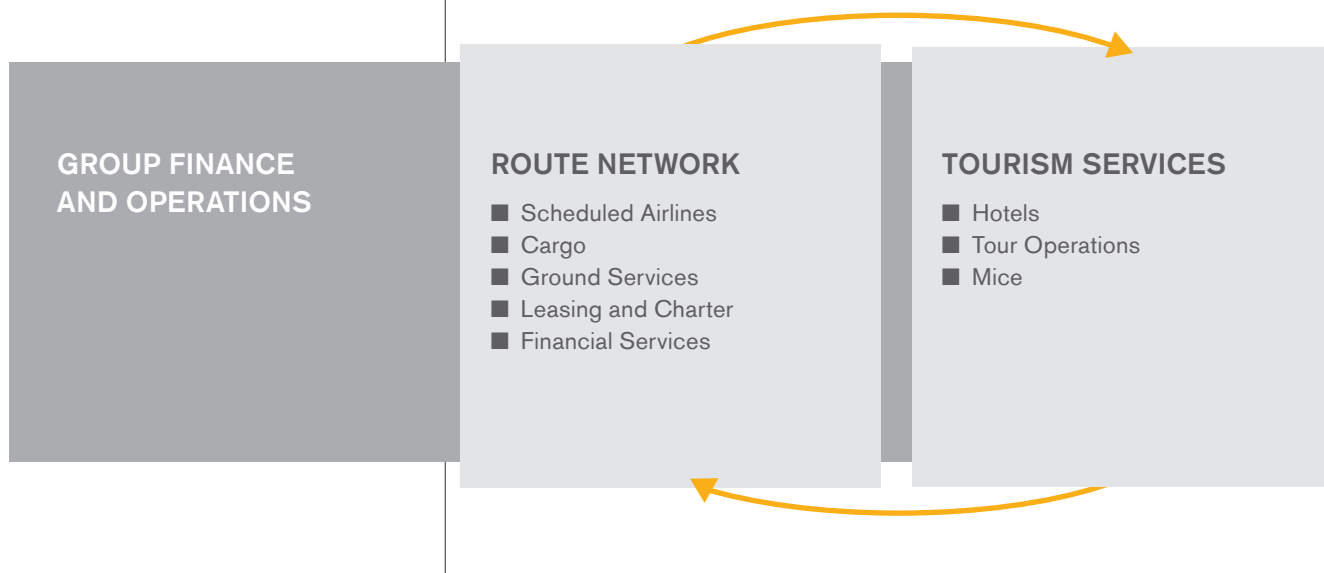 GROUP FINANCE
AND OPERATIONS
ROUTE NETWORK
■ Scheduled Airlines
■ Cargo
■ Ground Services
■ Leasing and Charter
■ Financial Services
TOURISM SERVICES
■ Hotels
■ Tour Operations
■ Mice